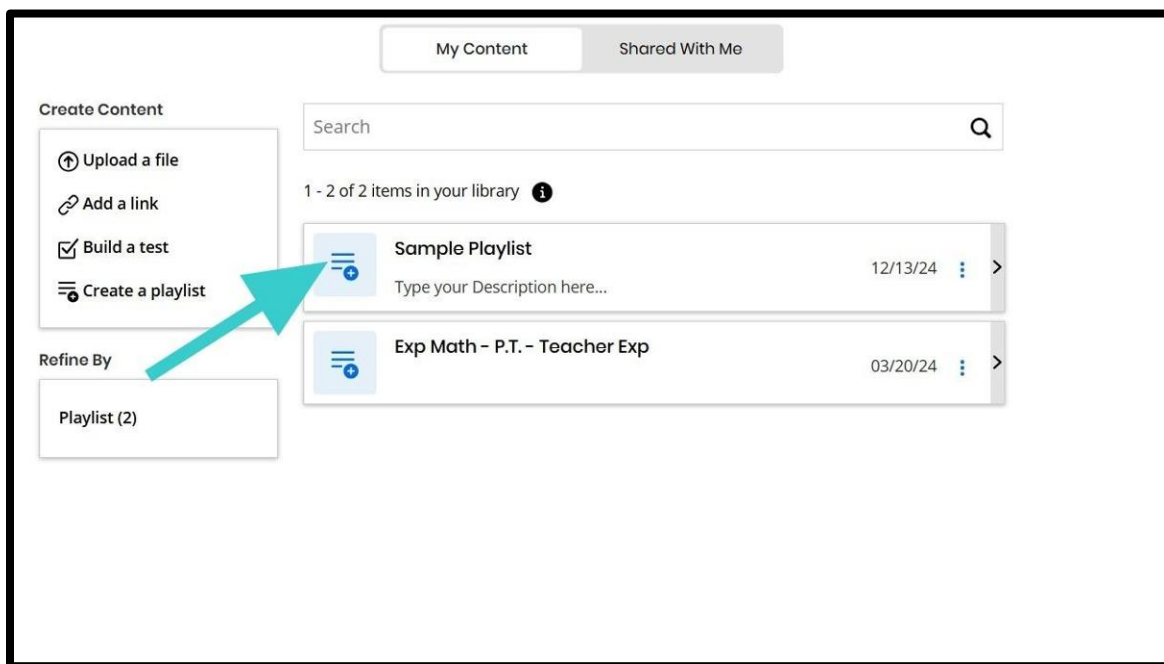 My Content
Shared With Me
Create Content
Upload a file
Add a link
Build a test
Create a playlist
Refine By
Playlist (2)
Search
1 - 2 of 2 items in your library
Sample Playlist
Type your Description here...
12/13/24
Exp Math - P.T. - Teacher Exp
03/20/24